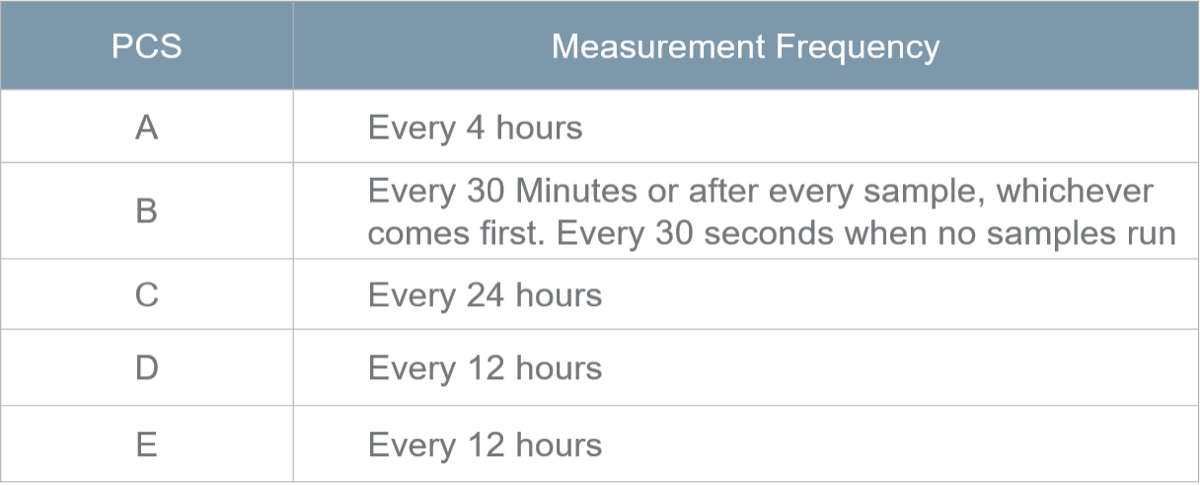 PCS Measurement Frequency
A Every 4 hours
B Every 30 Minutes or after every sample, whichever
comes first. Every 30 seconds when no samples run
C Every 24 hours
D Every 12 hours
E Every 12 hours